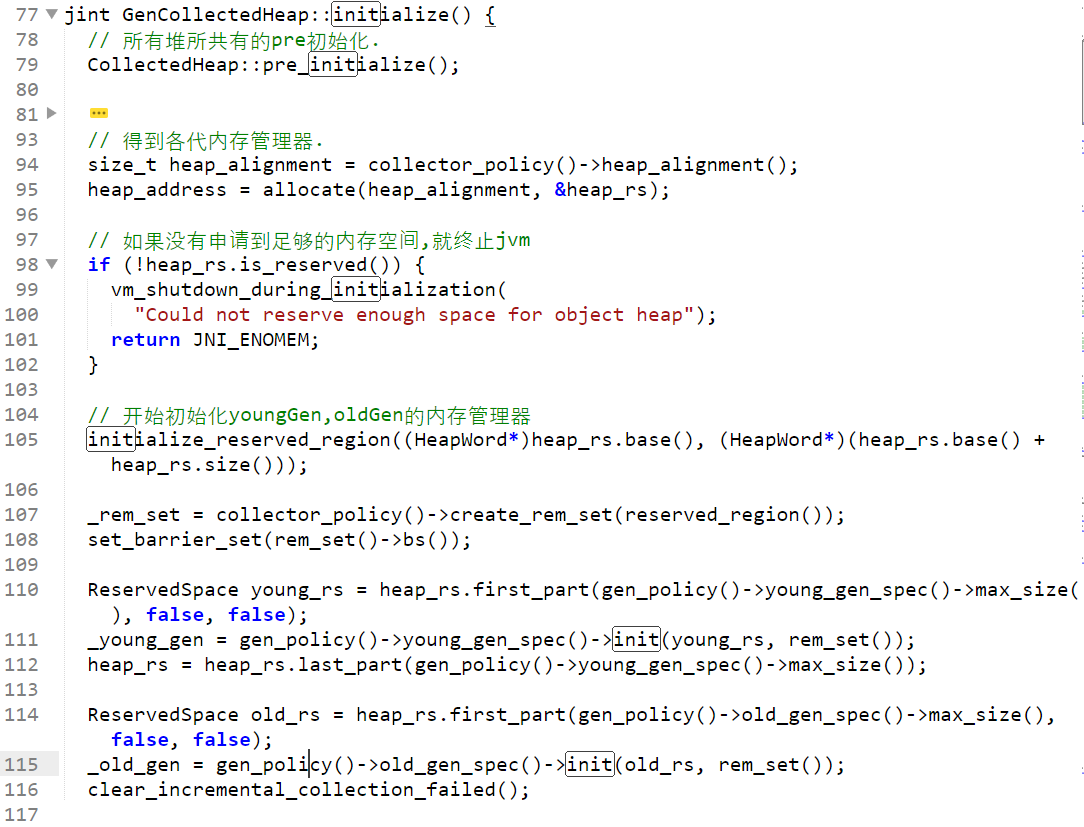 77 jint GenCollectedHeap::initialize() {
78 // 所有堆所共有的pre初始化.
79 CollectedHeap::pre_initialize();
80
81
93 // 得到各代内存管理器.
94 size_t heap_alignment = collector_policy()->heap_alignment();
95 heap_address = allocate(heap_alignment, &heap_rs);
96
97 // 如果没有申请到足够的内存空间,就终止jvm
98 if (!heap_rs.is_reserved()) {
99 vm_shutdown_during_initialization(
100 "Could not reserve enough space for object heap");
101 return JNI_ENOMEM;
102 }
103
104 // 开始初始化youngGen,oldGen的内存管理器
105 initialize_reserved_region((HeapWord*)heap_rs.base(), (HeapWord*)(heap_rs.base() +
heap_rs.size()));
106
107 _rem_set = collector_policy()->create_rem_set(reserved_region());
108 set_barrier_set(rem_set()->bs());
109
110 ReservedSpace young_rs = heap_rs.first_part(gen_policy()->young_gen_spec()->max_size(
), false, false);
111 _young_gen = gen_policy()->young_gen_spec()->init(young_rs, rem_set());
112 heap_rs = heap_rs.last_part(gen_policy()->young_gen_spec()->max_size());
113
114 ReservedSpace old_rs = heap_rs.first_part(gen_policy()->old_gen_spec()->max_size(),
false, false);
115 _old_gen = gen_policy()->old_gen_spec()->init(old_rs, rem_set());
116 clear_incremental_collection_failed();
117